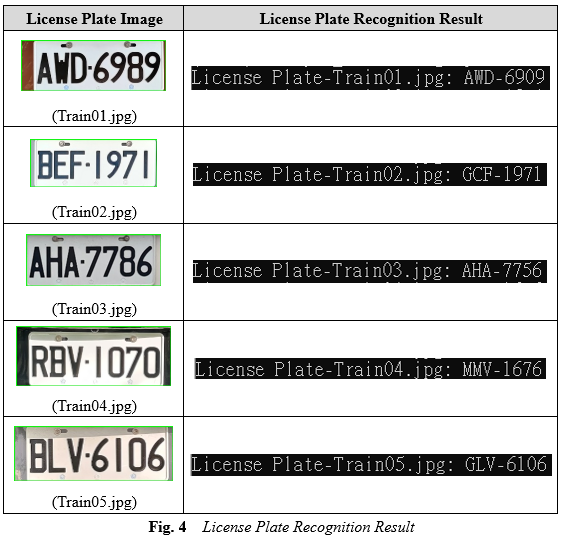 License Plate Image License Plate Recognition Result
AWD·6989
License Plate-Train01.jpg: AWD-6909
(Train01.jpg)
BEF·1971
License Plate-Train02.jpg: GCF-1971
(Train02.jpg)
AHA·7786
License Plate-Train03.jpg: AHA-7756
(Train03.jpg)
RBV·1070
License Plate-Train04.jpg: MMV-1676
(Train04.jpg)
BLV·6106
License Plate-Train05.jpg: GLV-6106
(Train05.jpg)
Fig. 4 License Plate Recognition Result